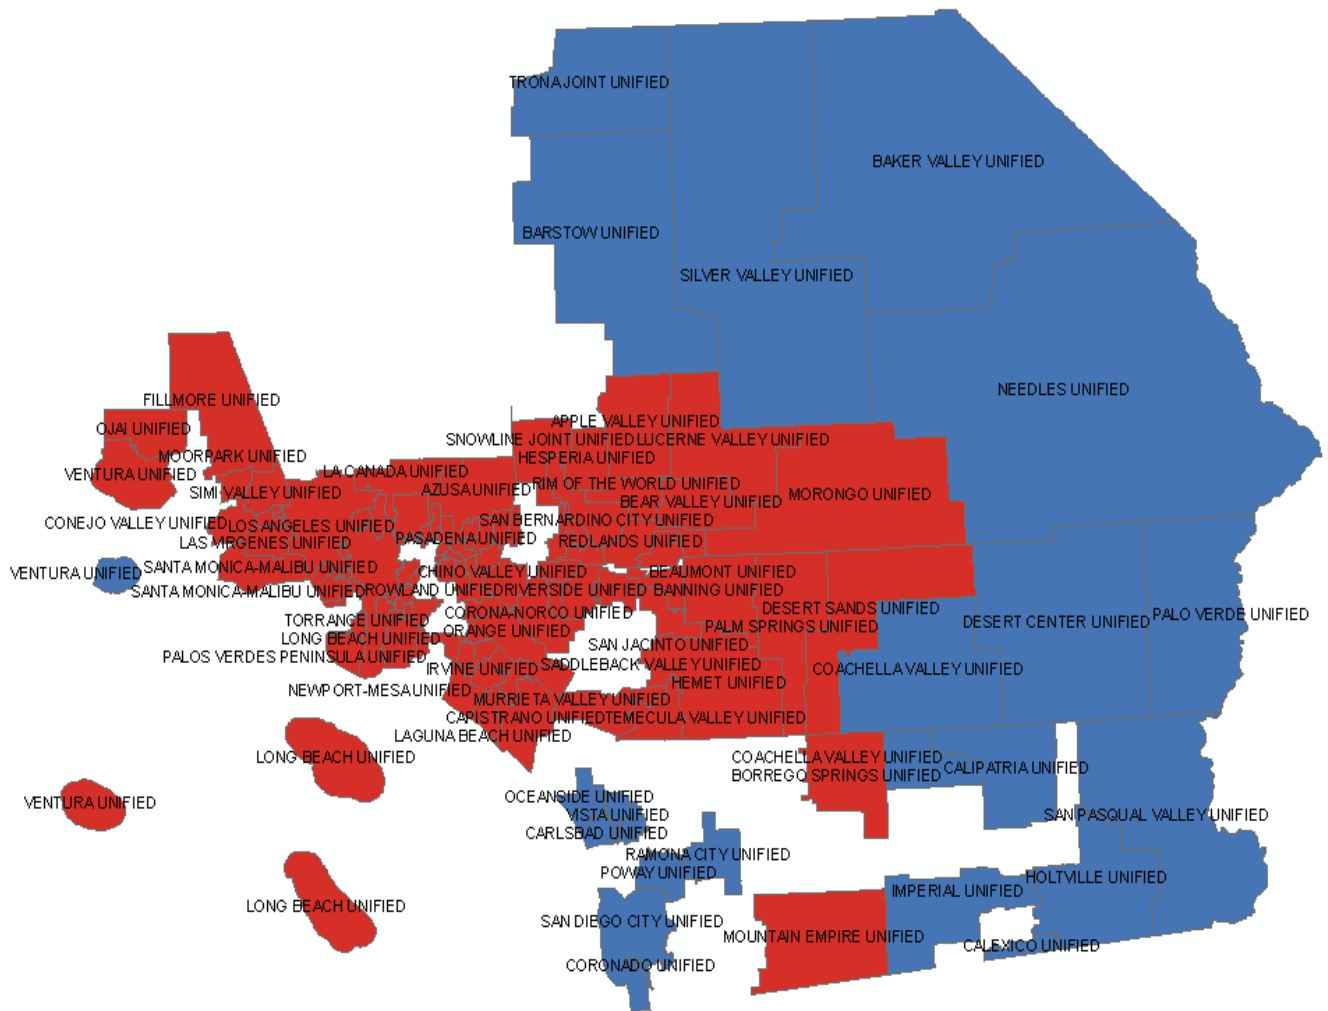 TRONA JOINT UNIFIED
BAKER VALLEY UNIFIED
BARSTOW UNIFIED
SILVER VALLEY UNIFIED
NEEDLES UNIFIED
FILLMORE UNIFIED
OJAI UNIFIED
APPLE VALLEY UNIFIED
SNOWLINE JOINT UNIFIED LUCERNE VALLEY UNIFIED
MOORPARK UNIFIED
HESPERIA UNIFIED
VENTURA UNIFIED
LA CANADA UNIFIED
RIM OF THE WORLD UNIFIED
SIMI VALLEY UNIFIED
AZUSA UNIFIED
MORONGO UNIFIED
BEAR VALLEY UNIFIED
CONEJO VALLEY UNIFIED
LOS ANGELES UNIFIED
SAN BERNARDINO CITY UNIFIED
PASADENA UNIFIED
LAS VIRGENES UNIFIED
REDLANDS UNIFIED
VENTURA UNIFIED
SANTA MONICA-MALIBU UNIFIED
CHINO VALLEY UNIFIED
BEAUMONT UNIFIED
SANTA MONICA-MALIBU UNIFIED
ROWLAND UNIFIED
RIVERSIDE UNIFIED
BANNING UNIFIED
CORONA-NORCO UNIFIED
DESERT SANDS UNIFIED
PALO VERDE UNIFIED
TORRANCE UNIFIED
DESERT CENTER UNIFIED
ORANGE UNIFIED
PALM SPRINGS UNIFIED
LONG BEACH UNIFIED
SAN JACINTO UNIFIED
PALOS VERDES PENINSULA UNIFIED
IRVINE UNIFIED
SADDLEBACK VALLEY UNIFIED
COACHELLA VALLEY UNIFIED
HEMET UNIFIED
NEWPORT-MESA UNIFIED
MURRIETA VALLEY UNIFIED
CAPISTRANO UNIFIED
TEMECULA VALLEY UNIFIED
LAGUNA BEACH UNIFIED
LONG BEACH UNIFIED
COACHELLA VALLEY UNIFIED
CALIPATRIA UNIFIED
BORREGO SPRINGS UNIFIED
OCEANSIDE UNIFIED
VENTURA UNIFIED
VISTA UNIFIED
SAN PASQUAL VALLEY UNIFIED
CARLSBAD UNIFIED
RAMONA CITY UNIFIED
POWAY UNIFIED
HOLTVILLE UNIFIED
IMPERIAL UNIFIED
LONG BEACH UNIFIED
SAN DIEGO CITY UNIFIED
MOUNTAIN EMPIRE UNIFIED
CALEXICO UNIFIED
CORONADO UNIFIED